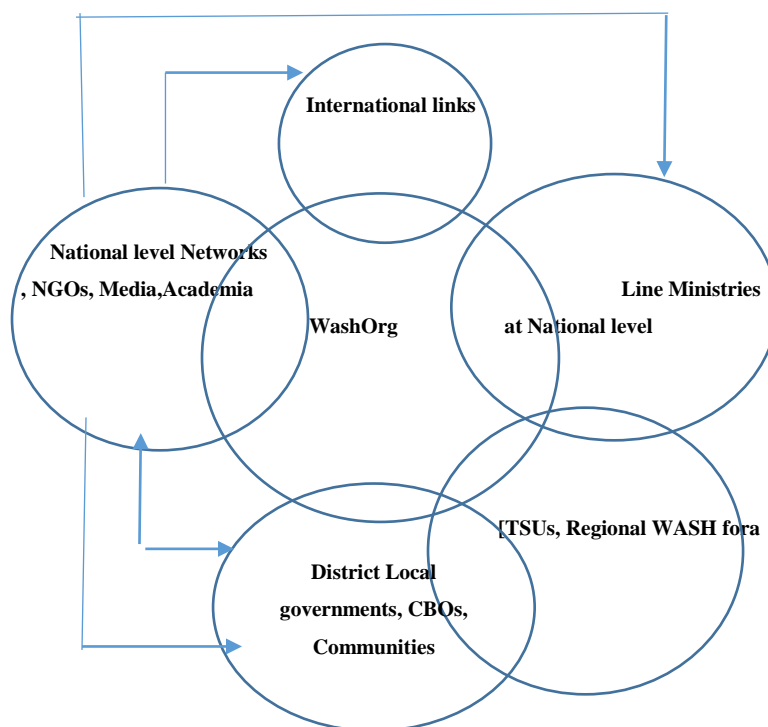 International links
National level Networks
, NGOs, Media,Academia
Line Ministries
at National level
WashOrg
[TSUs, Regional WASH fora
District Local
governments, CBOs,
Communities